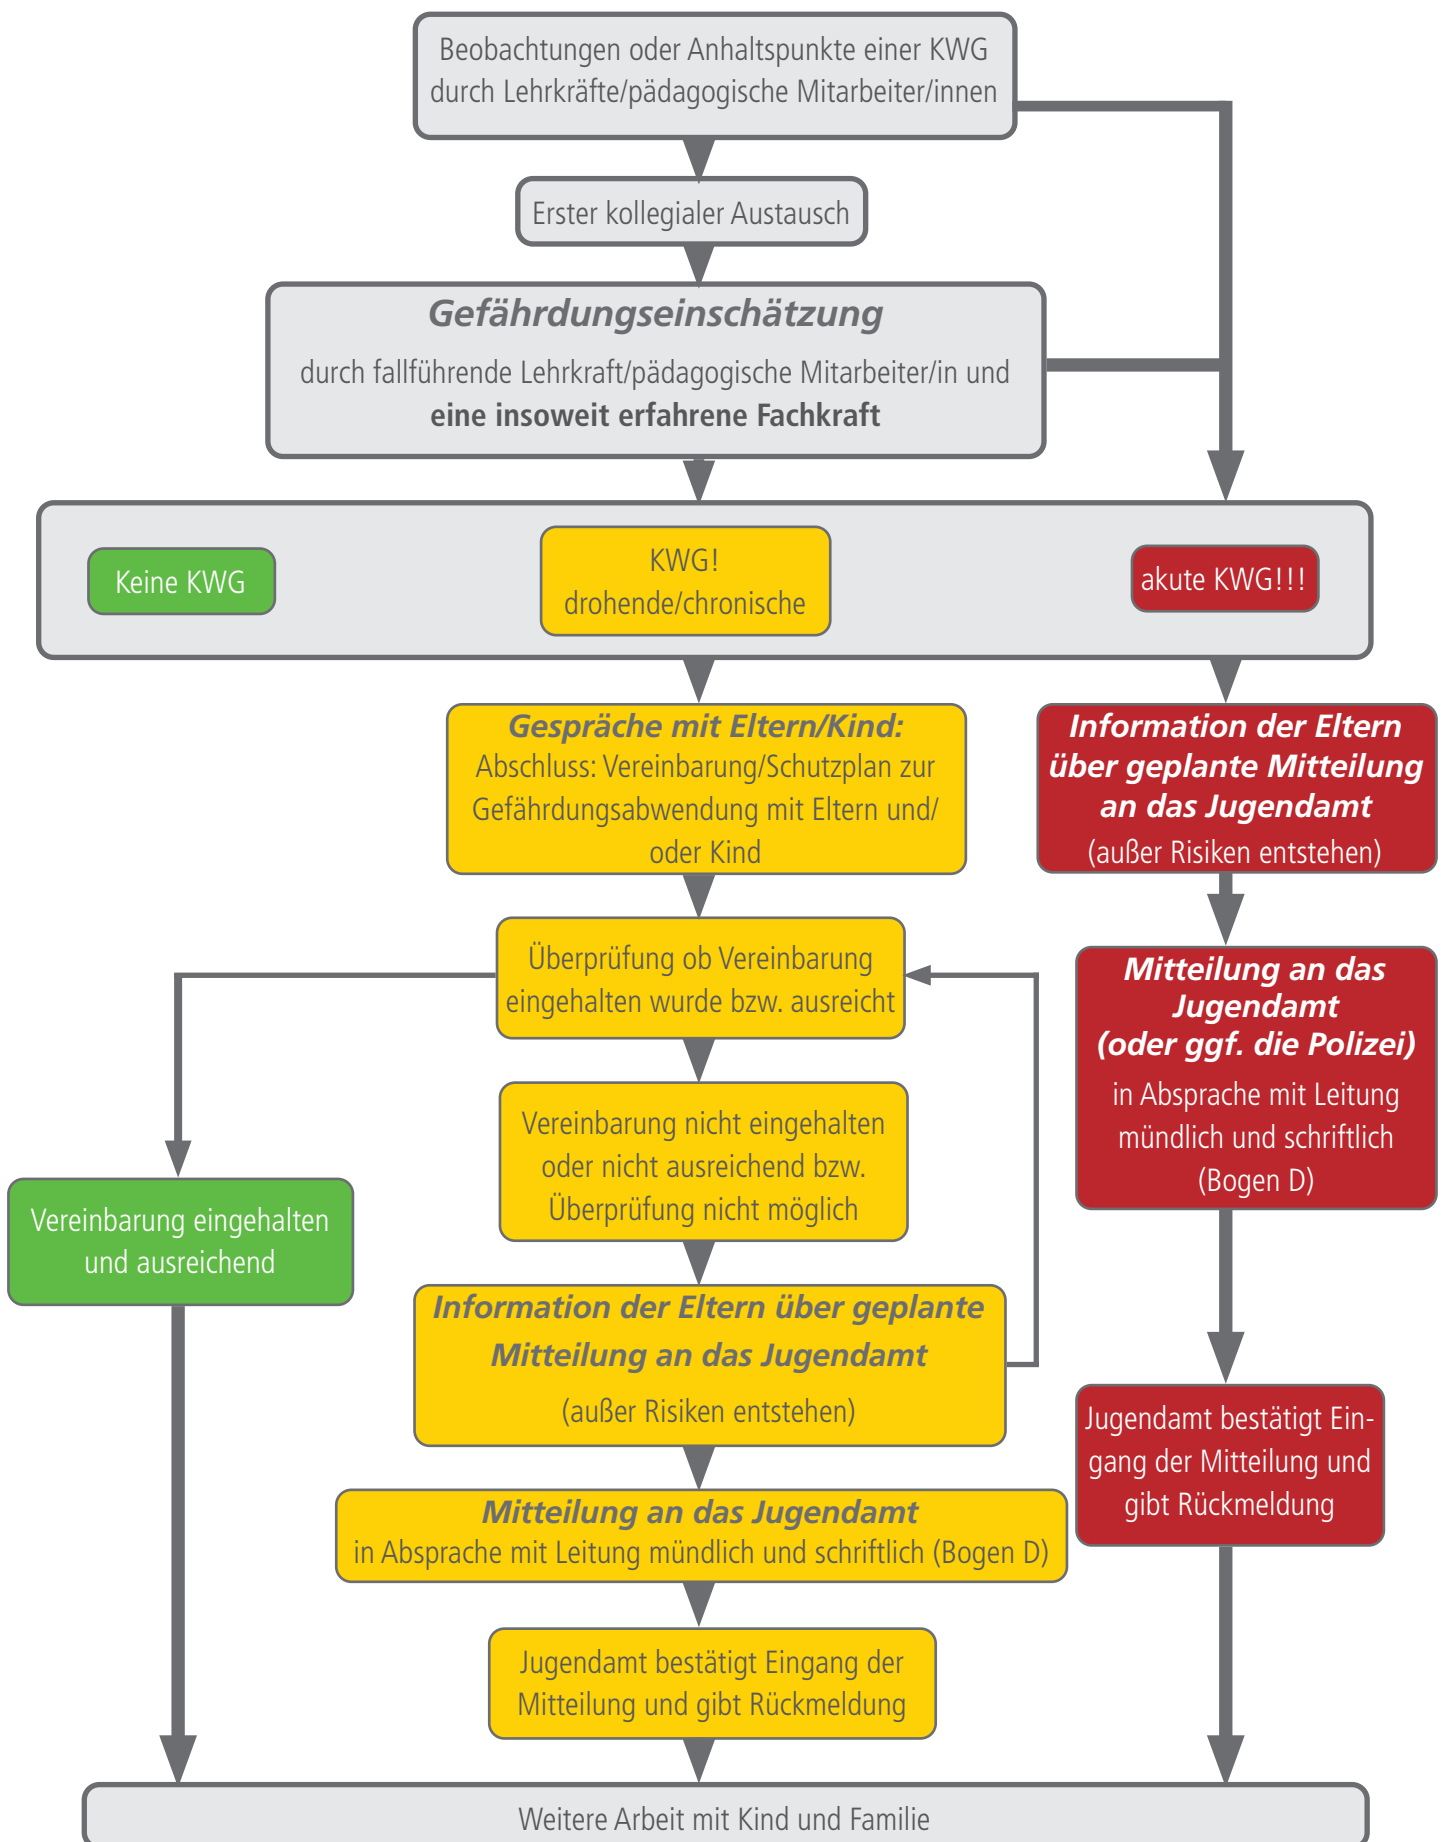 Beobachtungen oder Anhaltspunkte einer KWG
durch Lehrkräfte/pädagogische Mitarbeiter/innen
Erster kollegialer Austausch
Gefährdungseinschätzung
durch fallführende Lehrkraft/pädagogische Mitarbeiter/in und
eine insoweit erfahrene Fachkraft
Keine KWG
KWG!
drohende/chronische
akute KWG!!!
Gespräche mit Eltern/Kind:
Abschluss: Vereinbarung/Schutzplan zur
Gefährdungsabwendung mit Eltern und/
oder Kind
Information der Eltern
über geplante Mitteilung
an das Jugendamt
(außer Risiken entstehen)
Überprüfung ob Vereinbarung
eingehalten wurde bzw. ausreicht
Mitteilung an das
Jugendamt
(oder ggf. die Polizei)
in Absprache mit Leitung
mündlich und schriftlich
(Bogen D)
Vereinbarung nicht eingehalten
oder nicht ausreichend bzw.
Überprüfung nicht möglich
Vereinbarung eingehalten
und ausreichend
Information der Eltern über geplante
Mitteilung an das Jugendamt
(außer Risiken entstehen)
Jugendamt bestätigt Ein-
gang der Mitteilung und
gibt Rückmeldung
Mitteilung an das Jugendamt
in Absprache mit Leitung mündlich und schriftlich (Bogen D)
Jugendamt bestätigt Eingang der
Mitteilung und gibt Rückmeldung
Weitere Arbeit mit Kind und Familie